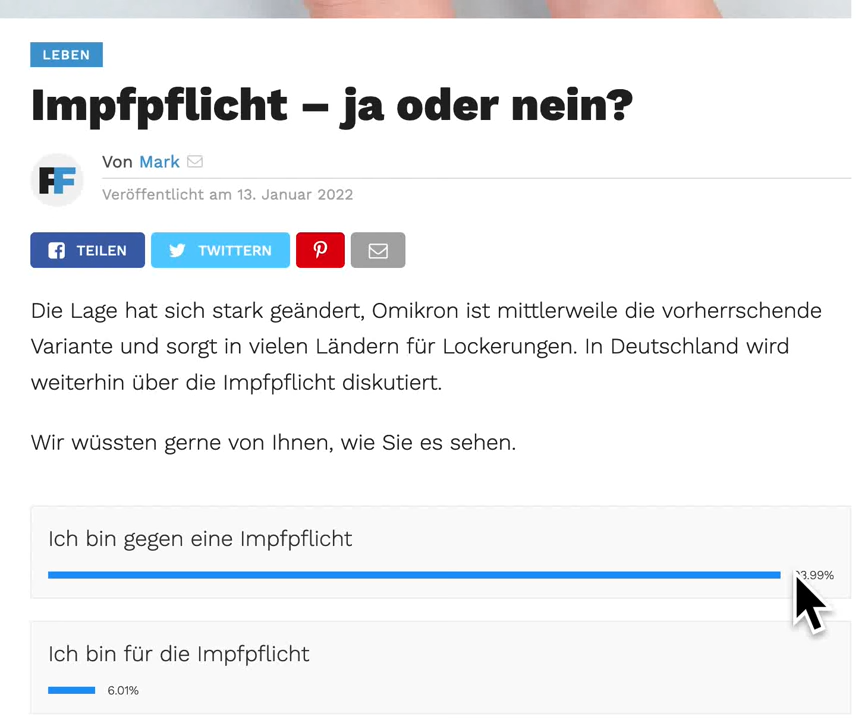 LEBEN
Impfpflicht – ja oder nein?
FF
Von Mark
Veröffentlicht am 13. Januar 2022
TEILEN TWITTERN
Die Lage hat sich stark geändert, Omikron ist mittlerweile die vorherrschende
Variante und sorgt in vielen Ländern für Lockerungen. In Deutschland wird
weiterhin über die Impfpflicht diskutiert.
Wir wüssten gerne von Ihnen, wie Sie es sehen.
Ich bin gegen eine Impfpflicht
Ich bin für die Impfpflicht
6.01%